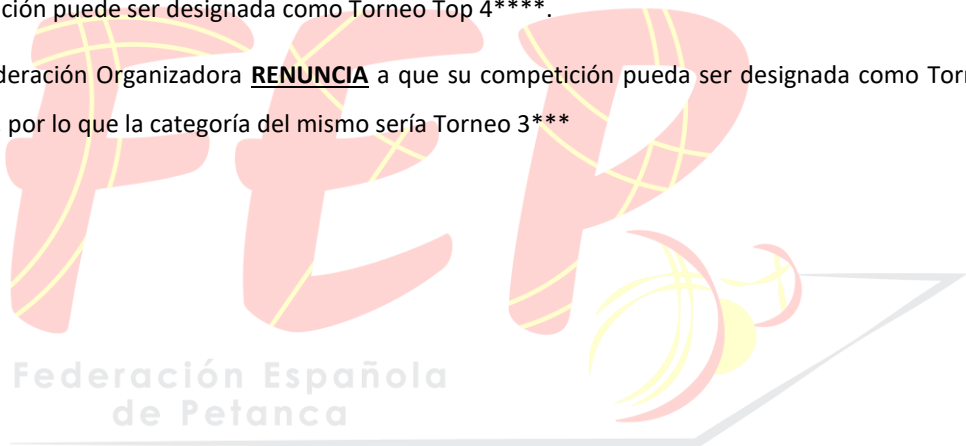 ción puede ser designada como Torneo Top 4****.
deración Organizadora RENUNCIA a que su competición pueda ser designada como Torn
por lo que la categoría del mismo sería Torneo 3***
FEP
Federación Española
de Petanca